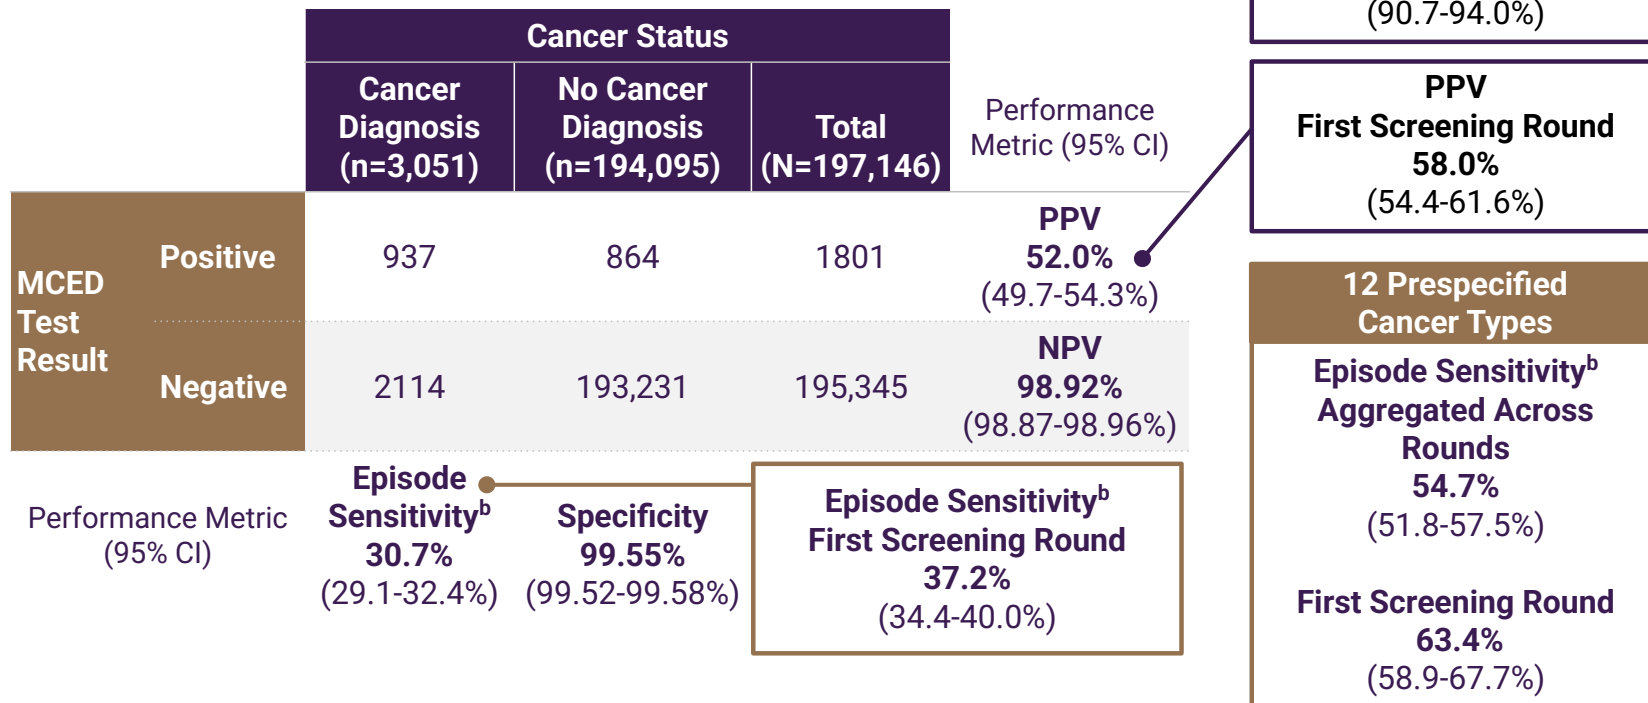 Cancer Status
Cancer
Diagnosis
(n=3,051)
No Cancer
Diagnosis
(n=194,095)
Total
(N=197,146)
Performance
Metric (95% CI)
MCED
Test
Result
Positive
937
864
1801
PPV
52.0%
(49.7-54.3%)
Negative
2114
193,231
195,345
NPV
98.92%
(98.87-98.96%)
Performance Metric
(95% CI)
Episode
Sensitivityᵇ
30.7%
(29.1-32.4%)
Specificity
99.55%
(99.52-99.58%)
Episode Sensitivityᵇ
First Screening Round
37.2%
(34.4-40.0%)
(90.7-94.0%)
PPV
First Screening Round
58.0%
(54.4-61.6%)
12 Prespecified
Cancer Types
Episode Sensitivityᵇ
Aggregated Across
Rounds
54.7%
(51.8-57.5%)
First Screening Round
63.4%
(58.9-67.7%)